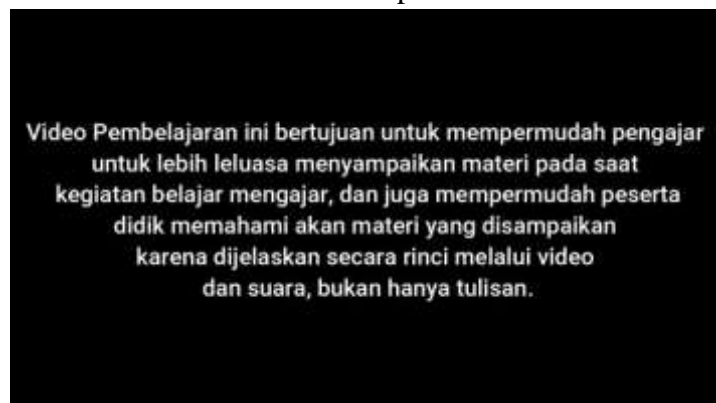 Video Pembelajaran ini bertujuan untuk mempermudah pengajar
untuk lebih leluasa menyampaikan materi pada saat
kegiatan belajar mengajar, dan juga mempermudah peserta
didik memahami akan materi yang disampaikan
karena dijelaskan secara rinci melalui video
dan suara, bukan hanya tulisan.